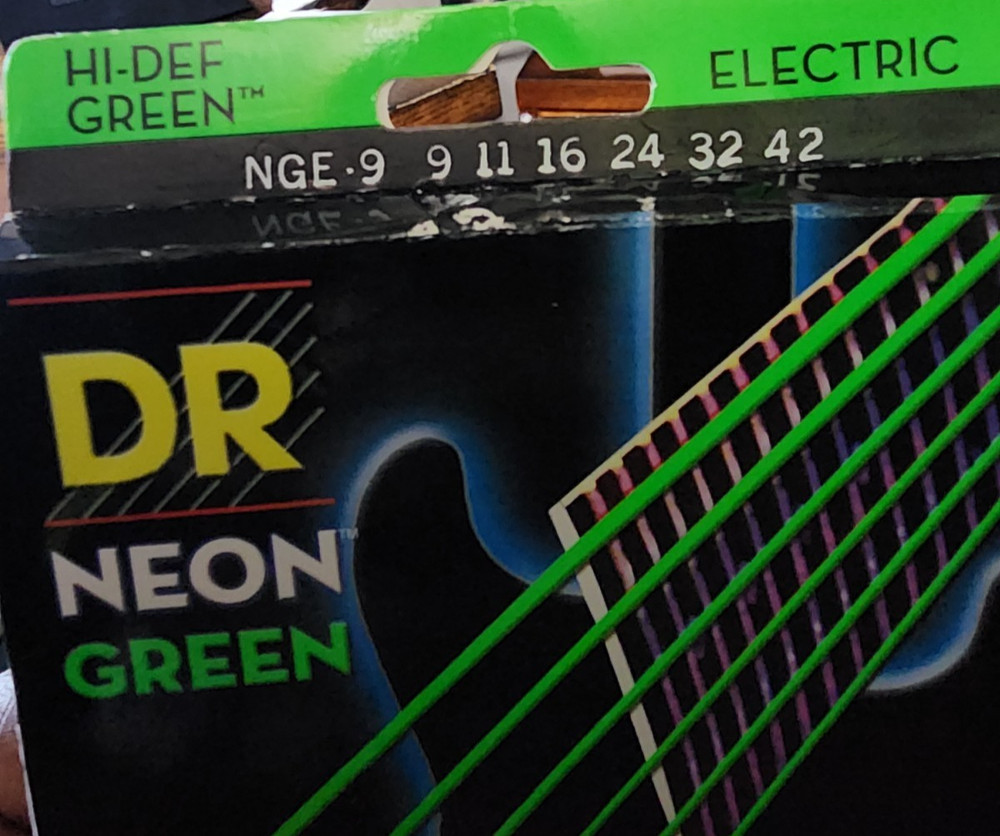 HI-DEF
GREEN™
ELECTRIC
NGE·9 9 11 16 24 32 42
DR
NEON™
GREEN